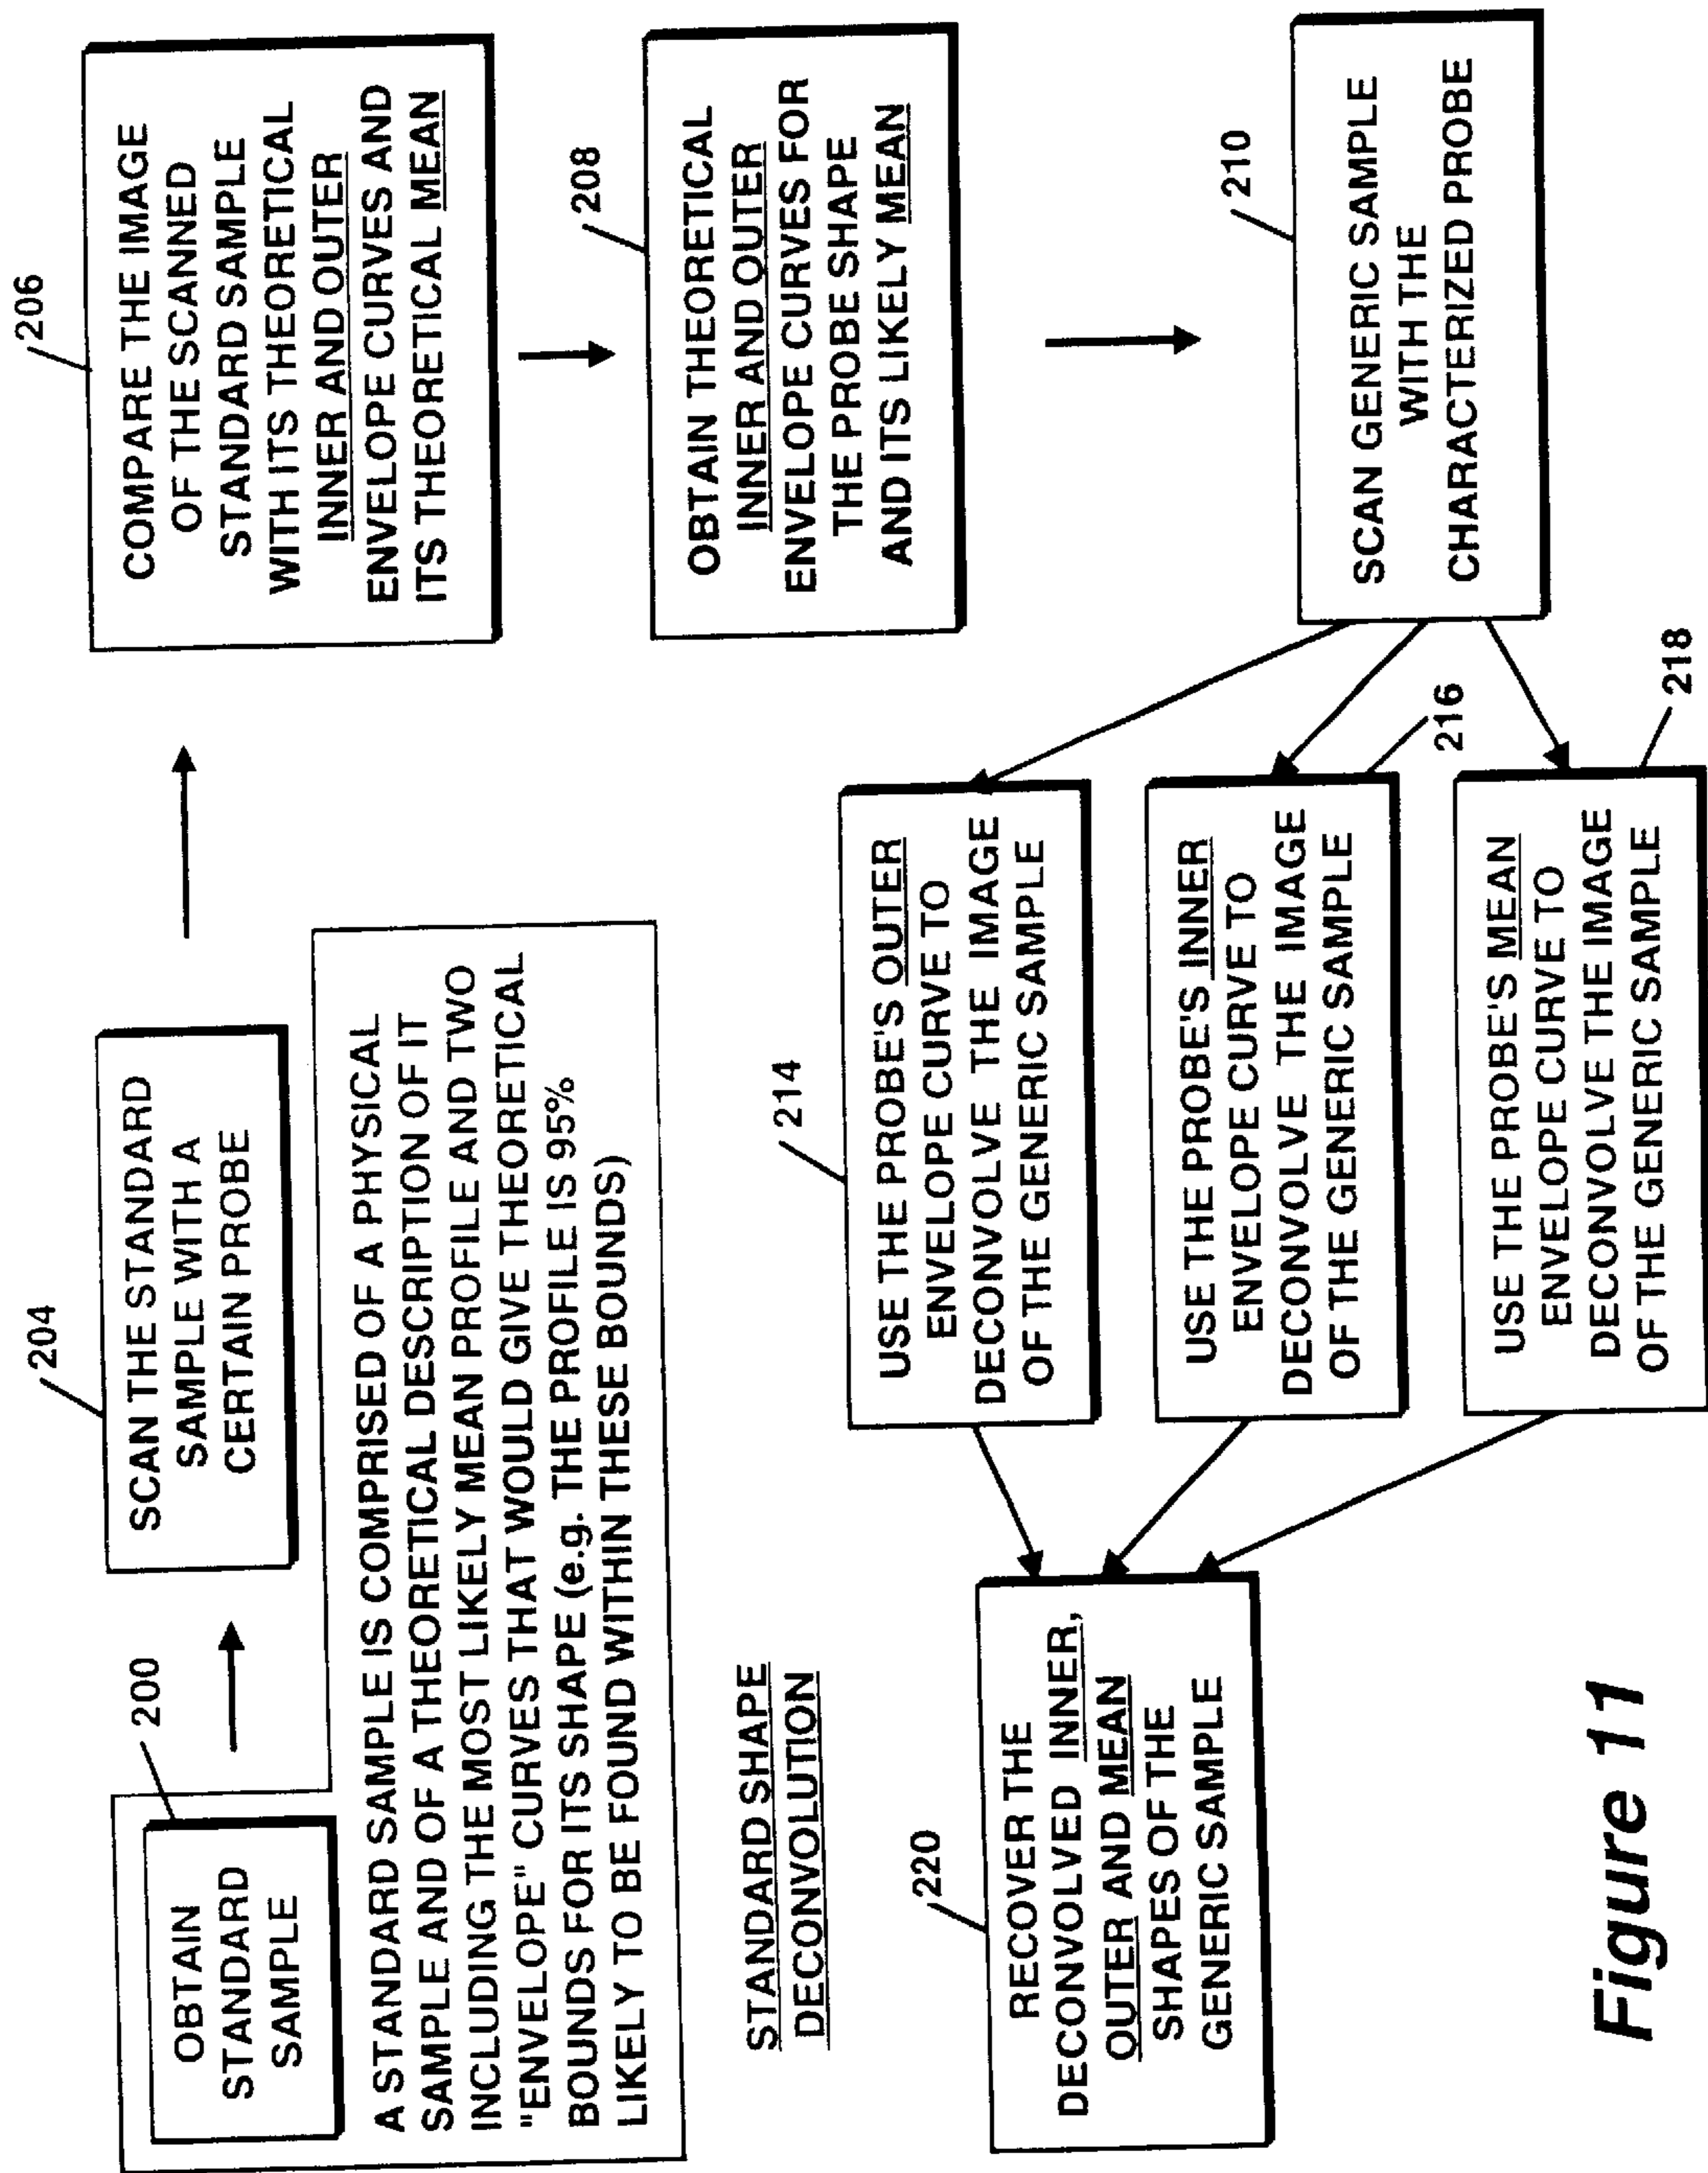 200
OBTAIN
STANDARD
SAMPLE
A STANDARD SAMPLE IS COMPRISED OF A PHYSICAL
SAMPLE AND OF A THEORETICAL DESCRIPTION OF IT
INCLUDING THE MOST LIKELY MEAN PROFILE AND TWO
"ENVELOPE" CURVES THAT WOULD GIVE THEORETICAL
BOUNDS FOR ITS SHAPE (e.g. THE PROFILE IS 95%
LIKELY TO BE FOUND WITHIN THESE BOUNDS)
204
SCAN THE STANDARD
SAMPLE WITH A
CERTAIN PROBE
206
COMPARE THE IMAGE
OF THE SCANNED
STANDARD SAMPLE
WITH ITS THEORETICAL
INNER AND OUTER
ENVELOPE CURVES AND
ITS THEORETICAL MEAN
208
OBTAIN THEORETICAL
INNER AND OUTER
ENVELOPE CURVES FOR
THE PROBE SHAPE
AND ITS LIKELY MEAN
210
SCAN GENERIC SAMPLE
WITH THE
CHARACTERIZED PROBE
214
USE THE PROBE'S OUTER
ENVELOPE CURVE TO
DECONVOLVE THE IMAGE
OF THE GENERIC SAMPLE
216
USE THE PROBE'S INNER
ENVELOPE CURVE TO
DECONVOLVE THE IMAGE
OF THE GENERIC SAMPLE
218
USE THE PROBE'S MEAN
ENVELOPE CURVE TO
DECONVOLVE THE IMAGE
OF THE GENERIC SAMPLE
STANDARD SHAPE
DECONVOLUTION
220
RECOVER THE
DECONVOLVED INNER,
OUTER AND MEAN
SHAPES OF THE
GENERIC SAMPLE
Figure 11